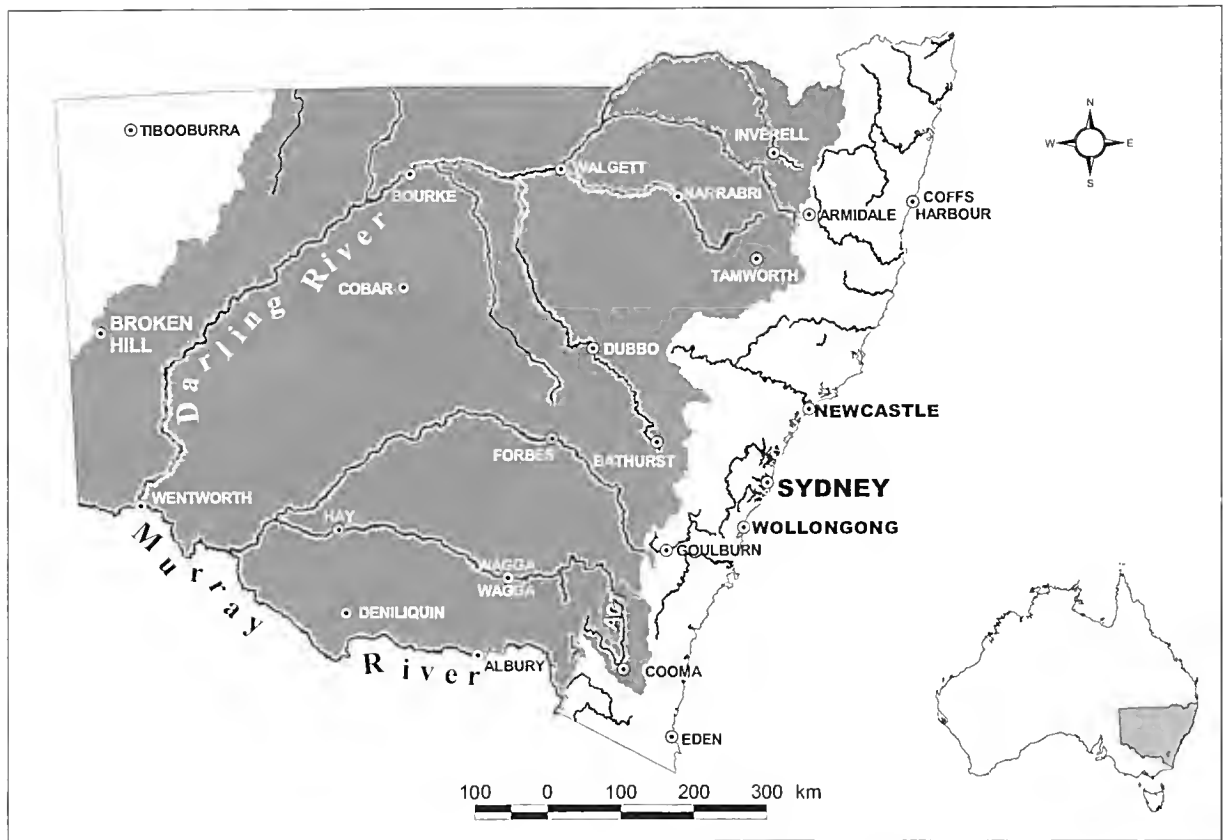 TIBOOBURRA
N
W
E
S
INVERELL
WALGETT
BOURKE
NARRABRI
COFFS
HARBOUR
ARMIDALE
TAMWORTH
COBAR
Darling River
BROKEN
HILL
DUBBO
NEWCASTLE
FORBES
BATHURST
SYDNEY
WENTWORTH
HAY
WOLLONGONG
GOULBURN
WAGGA
WAGGA
Murray
River
DENILIQUIN
ALBURY
COOMA
EDEN
100 0 100 200 300 km